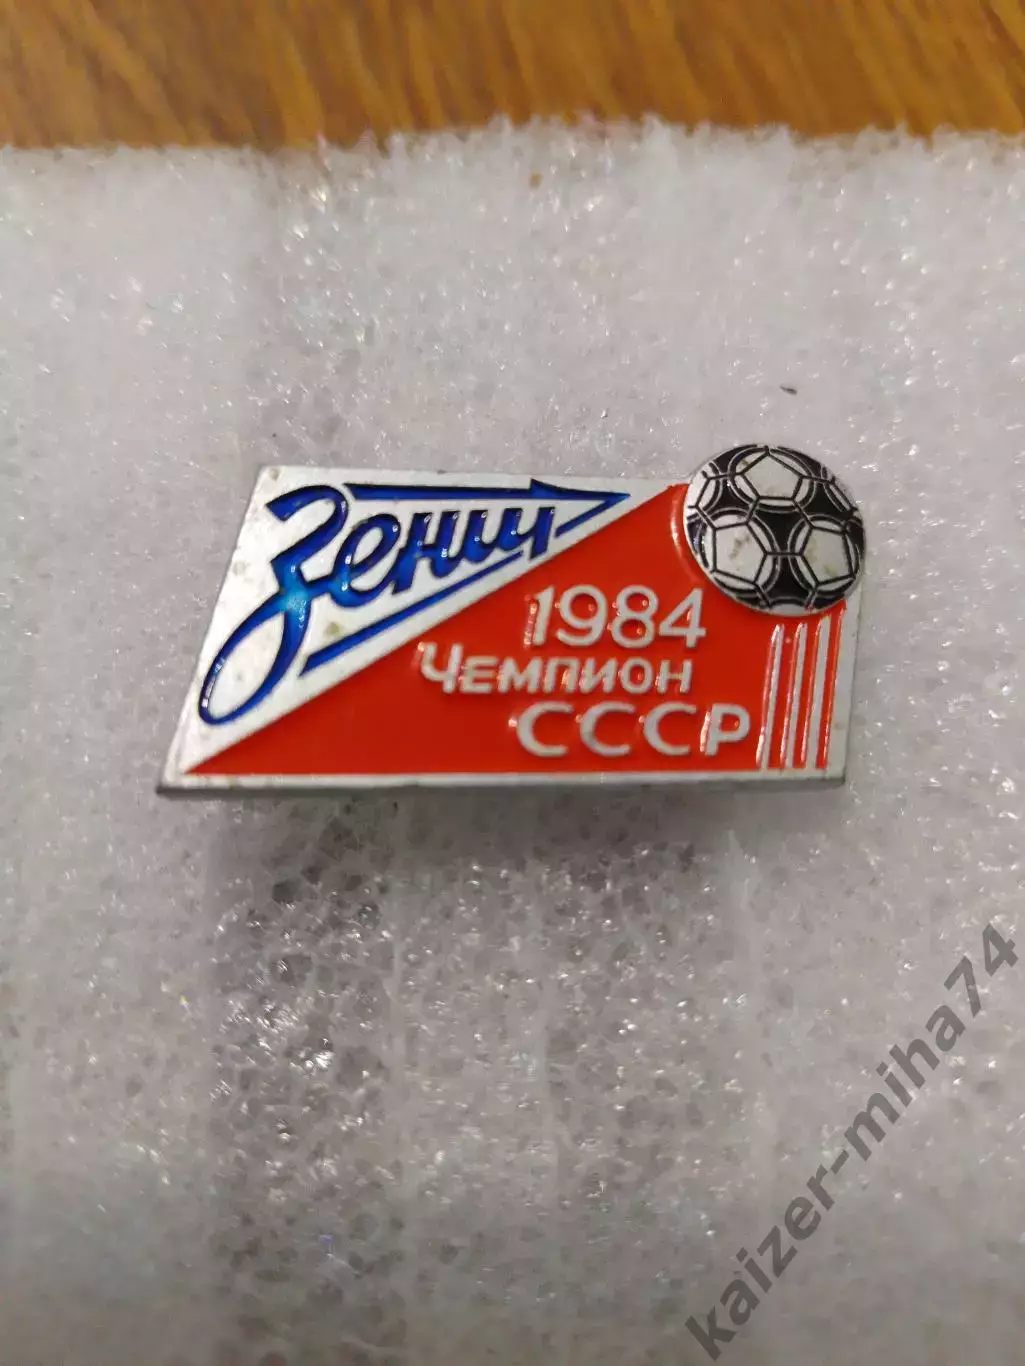 Зенит
1984
Чемпион
СССР
kaizer-miha74